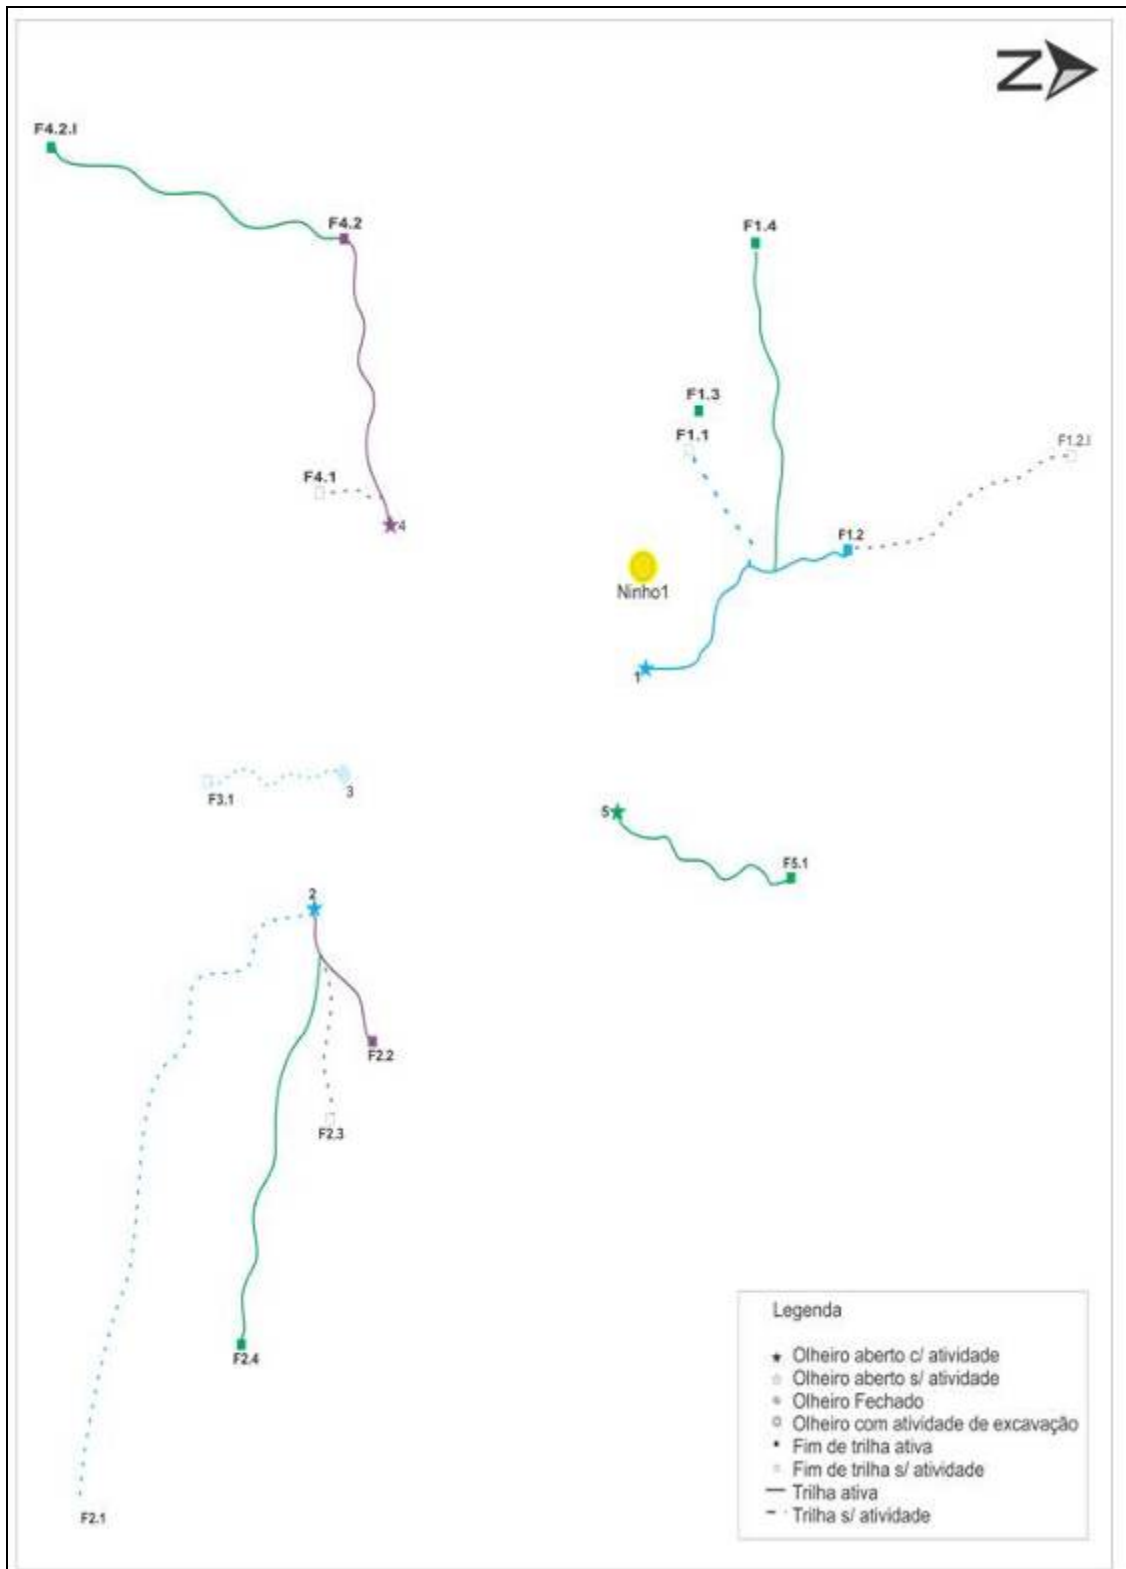 Z
F4.2.I
F4.2
F1.4
F1.3
F1.1
F1.2.I
F4.1
4
F1.2
Ninho1
1
3
F3.1
5
F5.1
2
F2.2
F2.3
F2.4
F2.1
Legenda
Olheiro aberto c/ atividade
Olheiro aberto s/ atividade
Olheiro Fechado
Olheiro com atividade de excavação
Fim de trilha ativa
Fim de trilha s/ atividade
Trilha ativa
Trilha s/ atividade